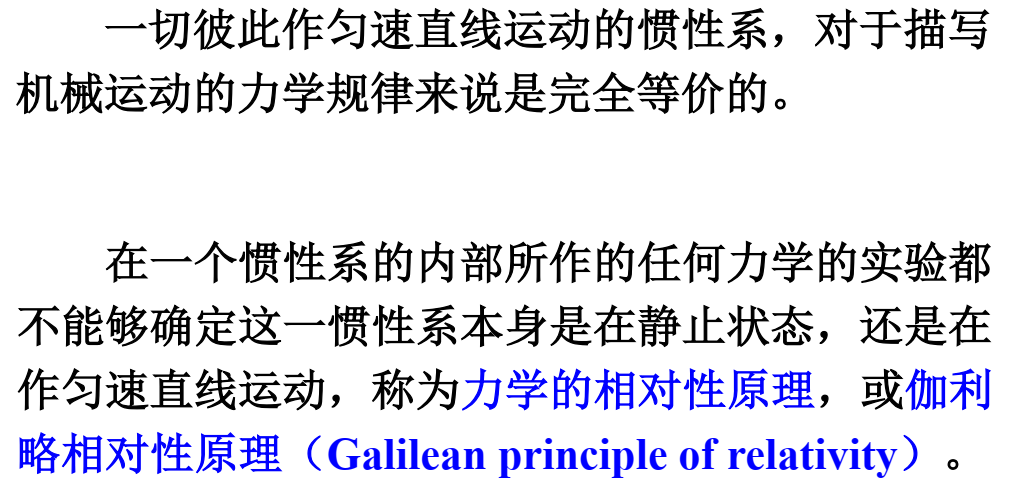 一切彼此作匀速直线运动的惯性系，对于描写
机械运动的力学规律来说是完全等价的。
在一个惯性系的内部所作的任何力学的实验都
不能够确定这一惯性系本身是在静止状态，还是在
作匀速直线运动，称为力学的相对性原理，或伽利
略相对性原理（Galilean principle of relativity）。